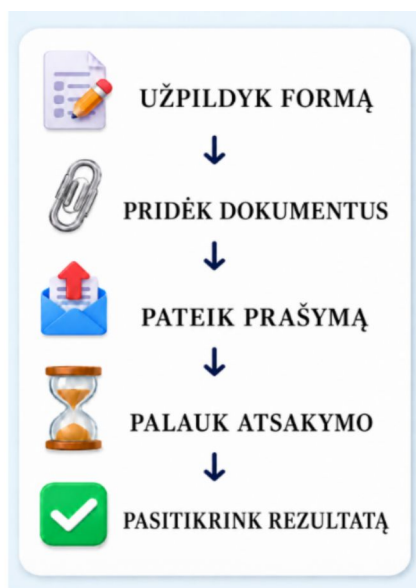 UŽPILDYK FORMĄ
PRIDĖK DOKUMENTUS
PATEIK PRAŠYMĄ
PALAUK ATSAKYMO
PASITIKRINK REZULTATĄ